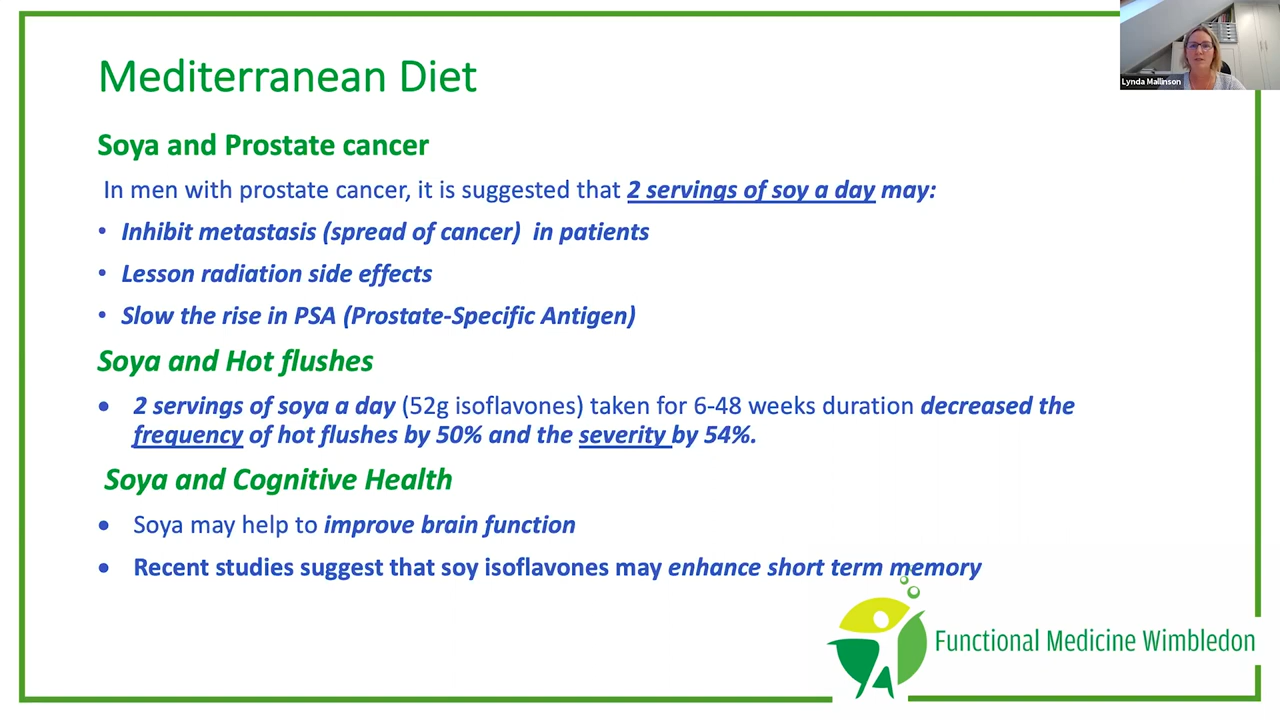 Mediterranean Diet
Lynda Mallinson
Soya and Prostate cancer
In men with prostate cancer, it is suggested that 2 servings of soy a day may:
• Inhibit metastasis (spread of cancer) in patients
• Lesson radiation side effects
• Slow the rise in PSA (Prostate-Specific Antigen)
Soya and Hot flushes
• 2 servings of soya a day (52g isoflavones) taken for 6-48 weeks duration decreased the
frequency of hot flushes by 50% and the severity by 54%.
Soya and Cognitive Health
• Soya may help to improve brain function
• Recent studies suggest that soy isoflavones may enhance short term memory
Functional Medicine Wimbledon